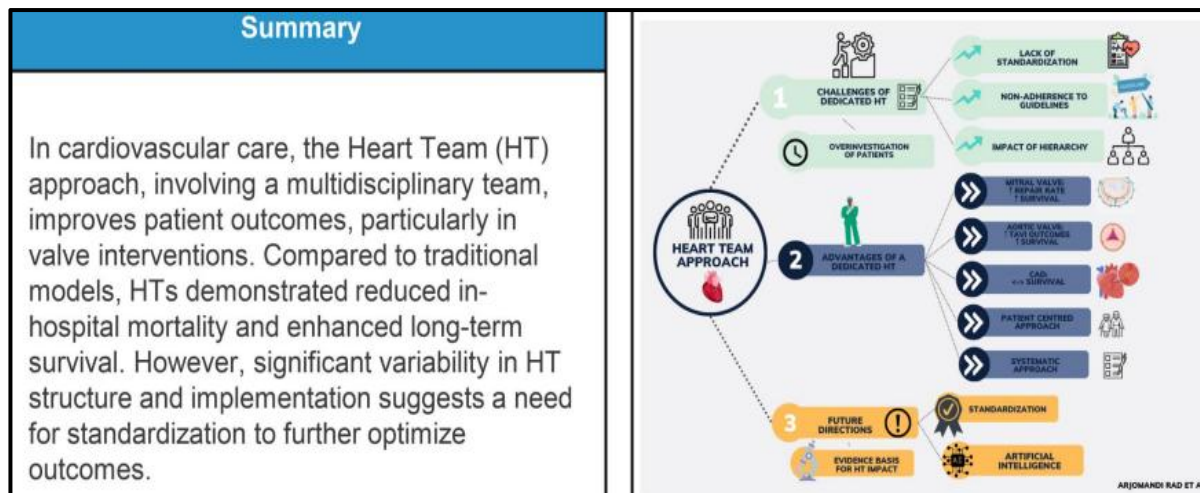 Summary
In cardiovascular care, the Heart Team (HT)
approach, involving a multidisciplinary team,
improves patient outcomes, particularly in
valve interventions. Compared to traditional
models, HTs demonstrated reduced in-
hospital mortality and enhanced long-term
survival. However, significant variability in HT
structure and implementation suggests a need
for standardization to further optimize
outcomes.
HEART TEAM
APPROACH
1
CHALLENGES OF
DEDICATED HT
OVERINVESTIGATION
OF PATIENTS
LACK OF
STANDARDIZATION
NON-ADHERENCE TO
GUIDELINES
IMPACT OF HIERARCHY
2
ADVANTAGES OF A
DEDICATED HT
MITRAL VALVE:
↑ REPAIR RATE
↑ SURVIVAL
AORTIC VALVE:
↑ TAVI OUTCOMES
↑ SURVIVAL
CAD:
SURVIVAL
PATIENT CENTRED
APPROACH
SYSTEMATIC
APPROACH
3
FUTURE
DIRECTIONS
EVIDENCE BASIS
FOR HT IMPACT
STANDARDIZATION
AI
ARTIFICIAL
INTELLIGENCE
ARJOMANDI RAD ET A